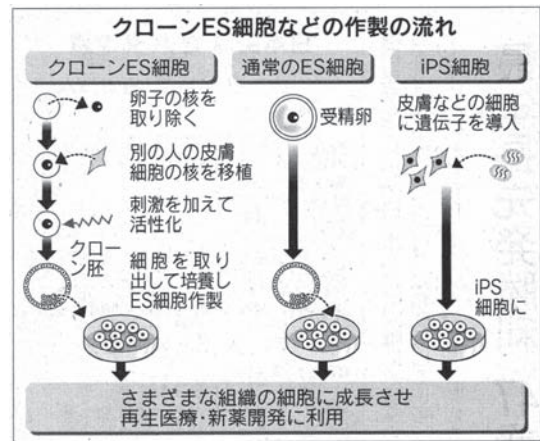 クローンES細胞などの作製の流れ
クローンES細胞
卵子の核を
取り除く
別の人の皮膚
細胞の核を移植
刺激を加えて
活性化
クロー
ン胚
細胞を取り
出して培養し
ES細胞作製
通常のES細胞
受精卵
iPS細胞
皮膚などの細胞
に遺伝子を導入
iPS
細胞に
さまざまな組織の細胞に成長させ
再生医療・新薬開発に利用